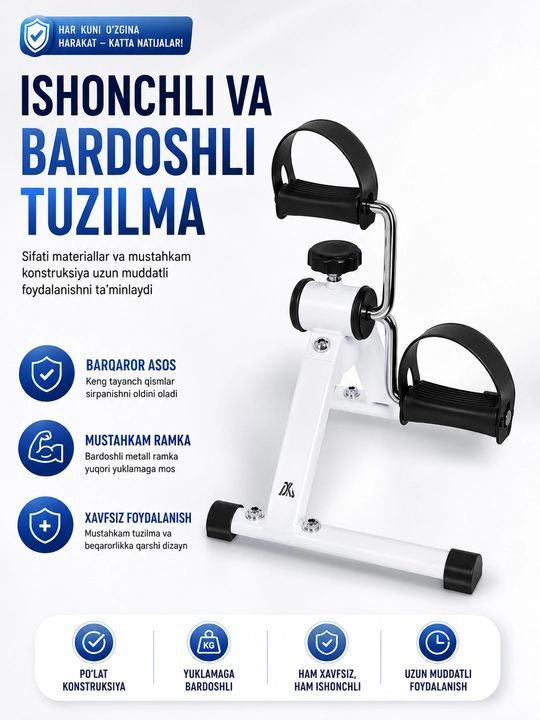 HAR KUNI O'ZGINA
HARAKAT – KATTA NATIJALAR!
ISHONCHLI VA
BARDOSHLI
TUZILMA
Sifati materiallar va mustahkam
konstruksiya uzun muddatli
foydalanishni ta'minlaydi
BARQAROR ASOS
Keng tayanch qismlar
sirpanishni oldini oladi
MUSTAHKAM RAMKA
Bardoshli metall ramka
yuqori yuklamaga mos
XAVFSIZ FOYDALANISH
Mustahkam tuzilma va
beqarorlikka qarshi dizayn
PO'LAT
KONSTRUKSIYA
KG
YUKLAMAGA
BARDOSHLI
HAM XAVFSIZ,
HAM ISHONCHLI
UZUN MUDDATLI
FOYDALANISH